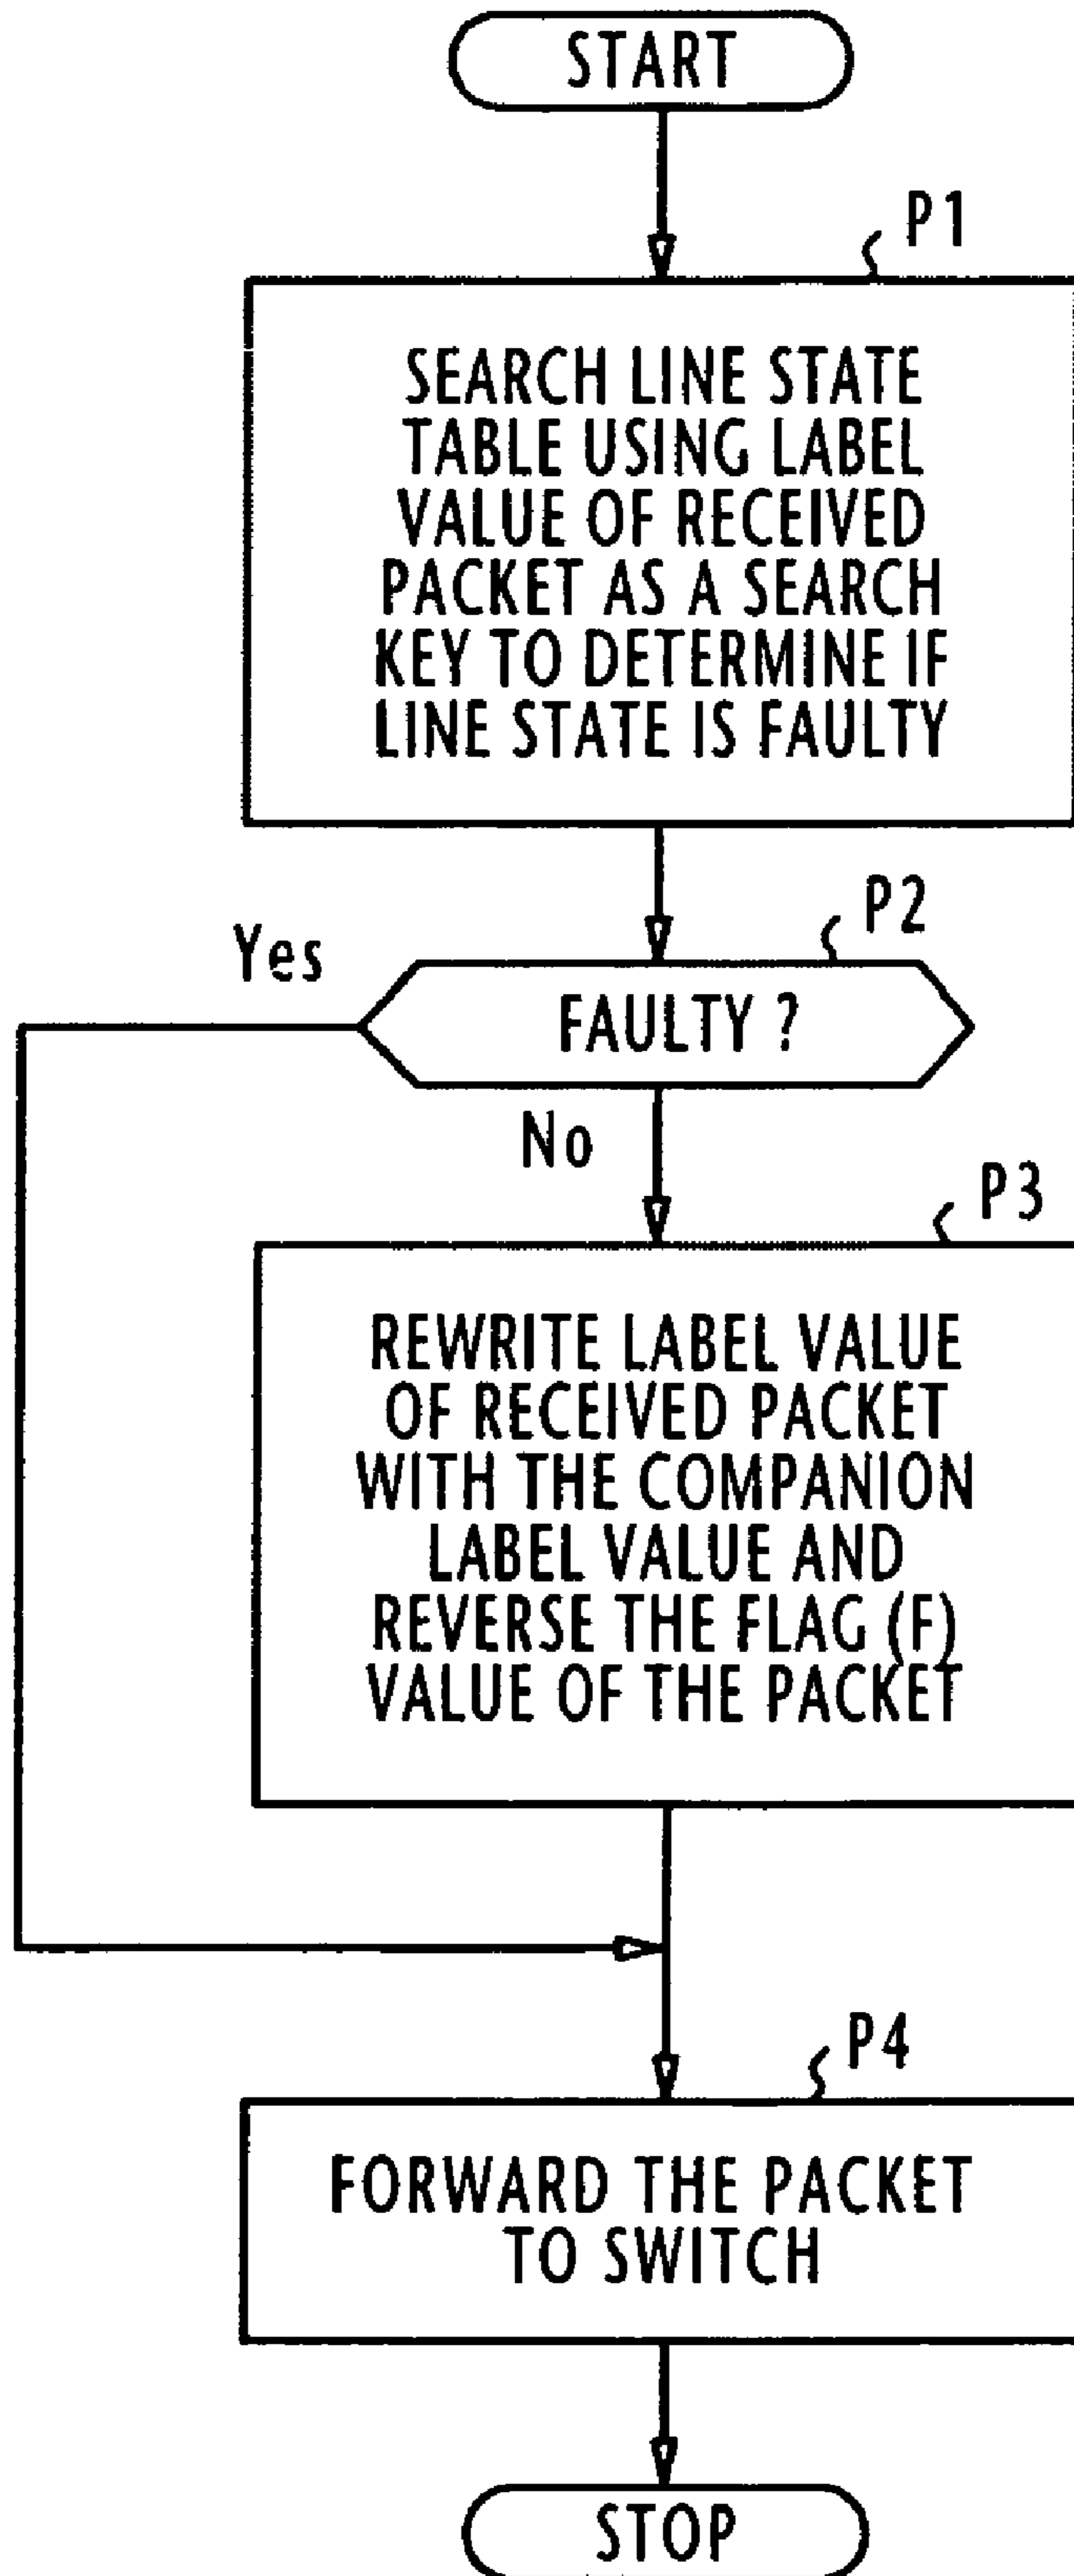 START
P1
SEARCH LINE STATE
TABLE USING LABEL
VALUE OF RECEIVED
PACKET AS A SEARCH
KEY TO DETERMINE IF
LINE STATE IS FAULTY
P2
Yes
FAULTY ?
No
P3
REWRITE LABEL VALUE
OF RECEIVED PACKET
WITH THE COMPANION
LABEL VALUE AND
REVERSE THE FLAG (F)
VALUE OF THE PACKET
P4
FORWARD THE PACKET
TO SWITCH
STOP